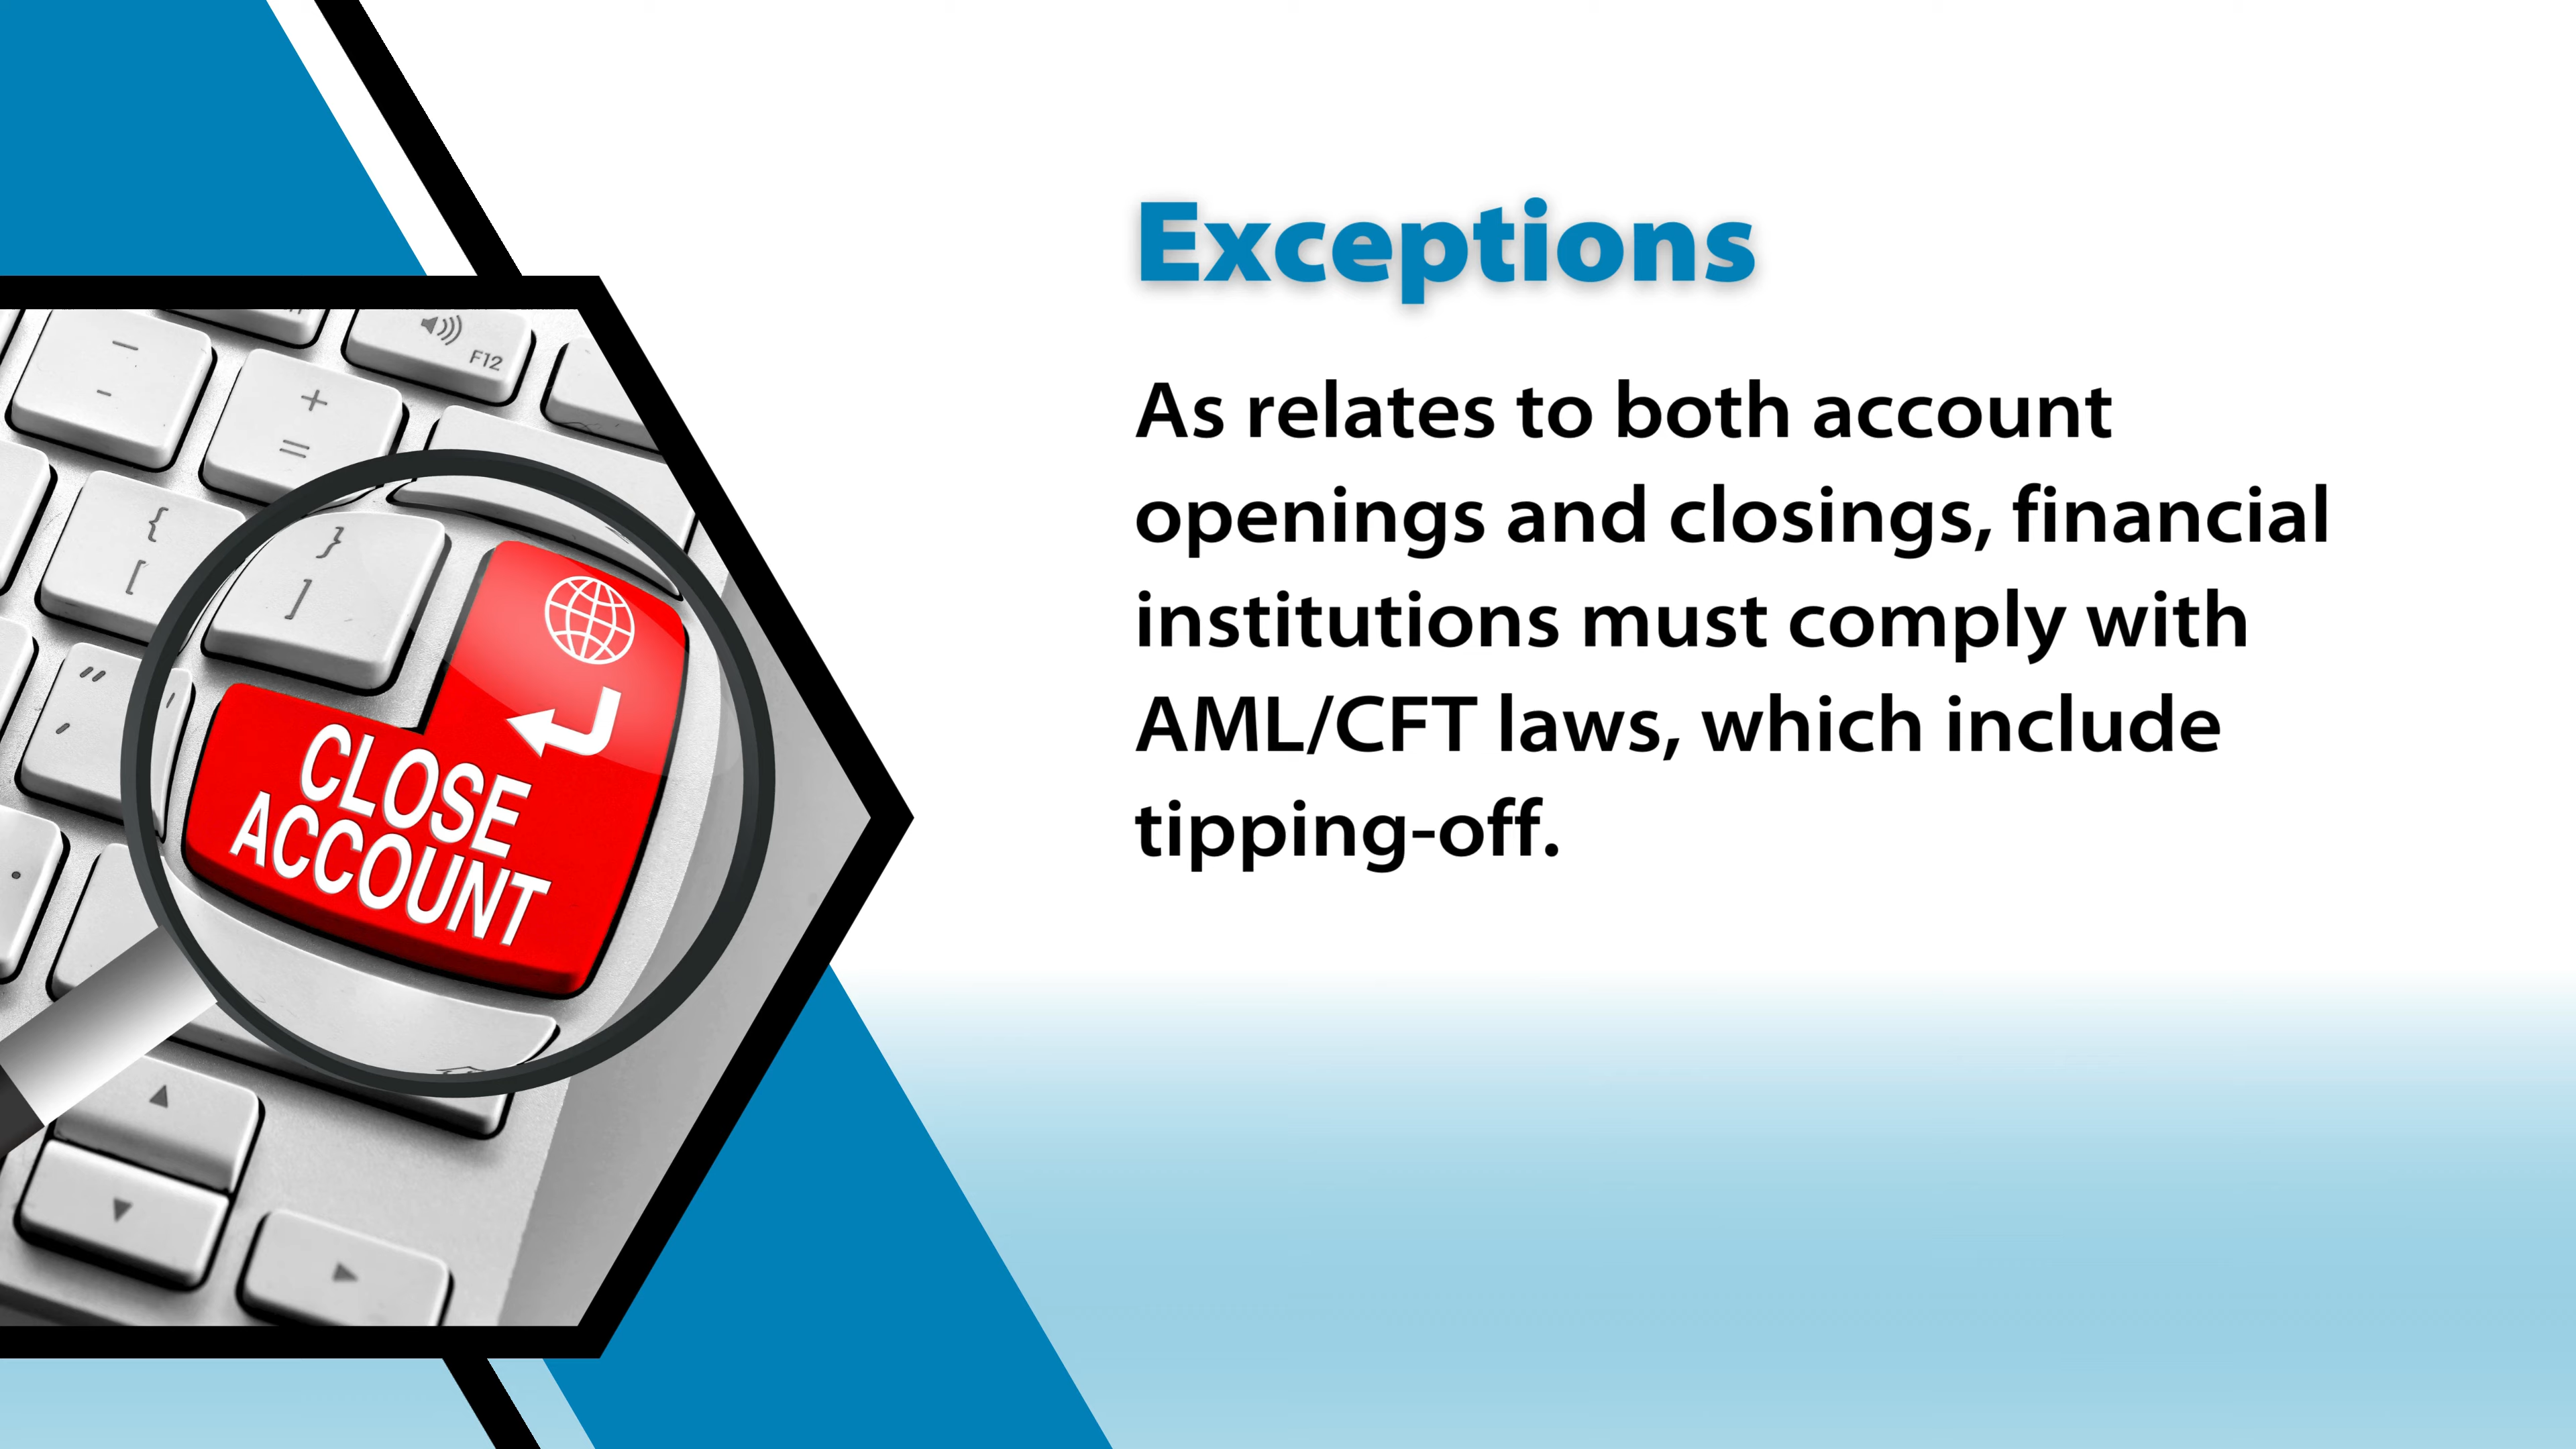 Exceptions
As relates to both account
openings and closings, financial
institutions must comply with
AML/CFT laws, which include
tipping-off.
F12
+
=
{
[
}
]
"
'
CLOSE
ACCOUNT